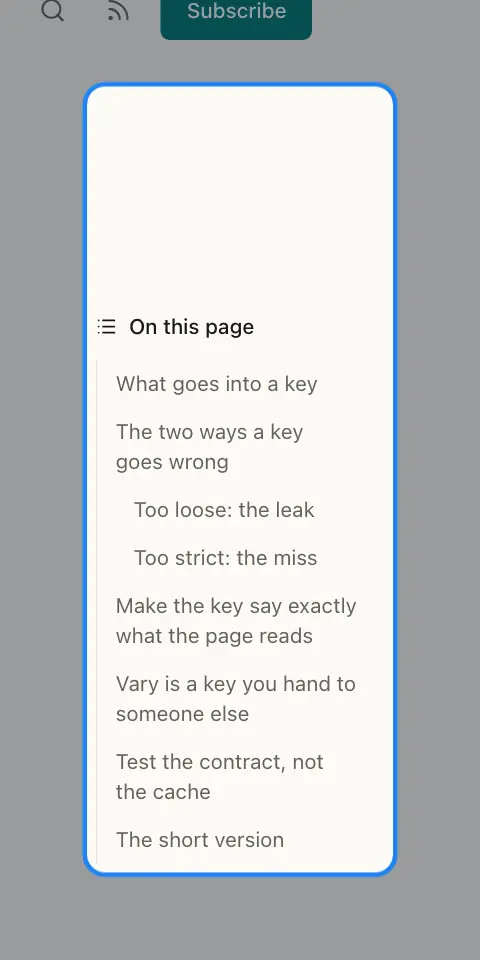 Subscribe
On this page
What goes into a key
The two ways a key
goes wrong
Too loose: the leak
Too strict: the miss
Make the key say exactly
what the page reads
Vary is a key you hand to
someone else
Test the contract, not
the cache
The short version